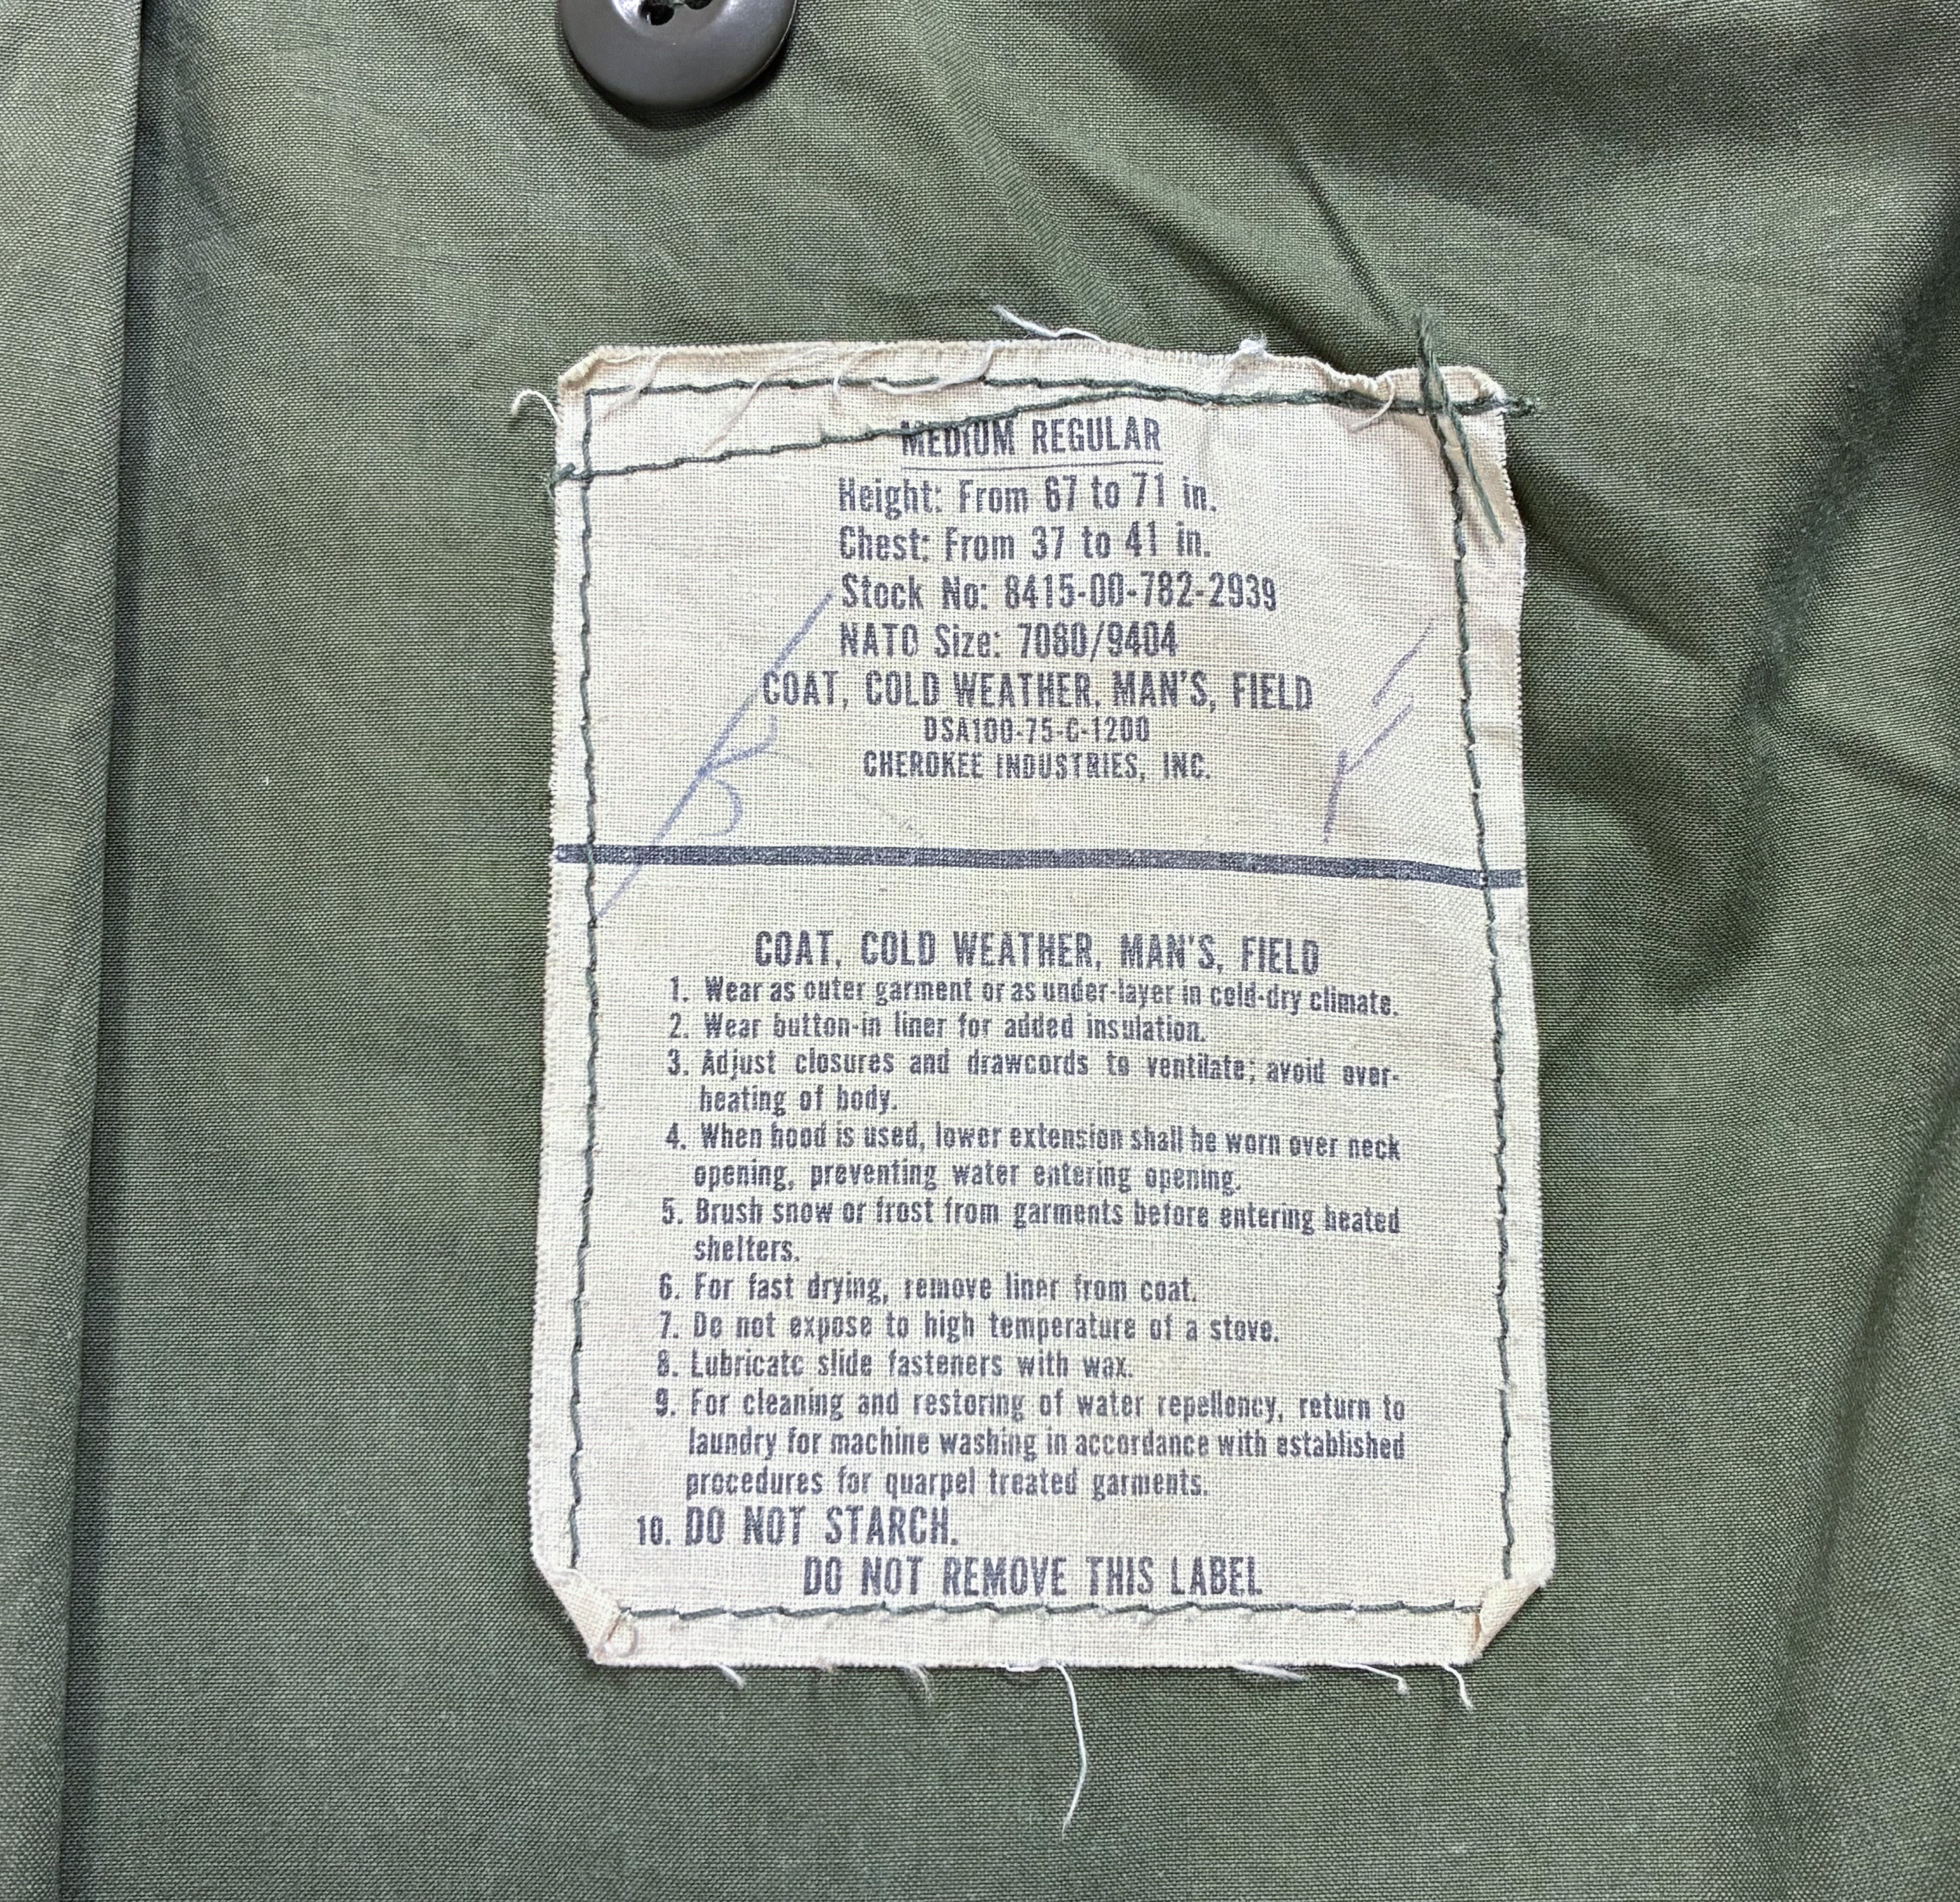 MEDIUM REGULAR
Height: From 67 to 71 in.
Chest: From 37 to 41 in.
Stock No: 8415-00-782-2939
NATO Size: 7080/9404
COAT, COLD WEATHER, MAN'S, FIELD
DSA100-75-C-1200
CHEROKEE INDUSTRIES, INC.
COAT, COLD WEATHER, MAN'S, FIELD
1. Wear as outer garment or as under-layer in cold-dry climate.
2. Wear button-in liner for added insulation.
3. Adjust closures and drawcords to ventilate; avoid over-
heating of body.
4. When hood is used, lower extension shall be worn over neck
opening, preventing water entering opening.
5. Brush snow or frost from garments before entering heated
shelters.
6. For fast drying, remove liner from coat.
7. Do not expose to high temperature of a stove.
8. Lubricate slide fasteners with wax.
9. For cleaning and restoring of water repellency, return to
laundry for machine washing in accordance with established
procedures for quarpel treated garments.
10. DO NOT STARCH.
DO NOT REMOVE THIS LABEL